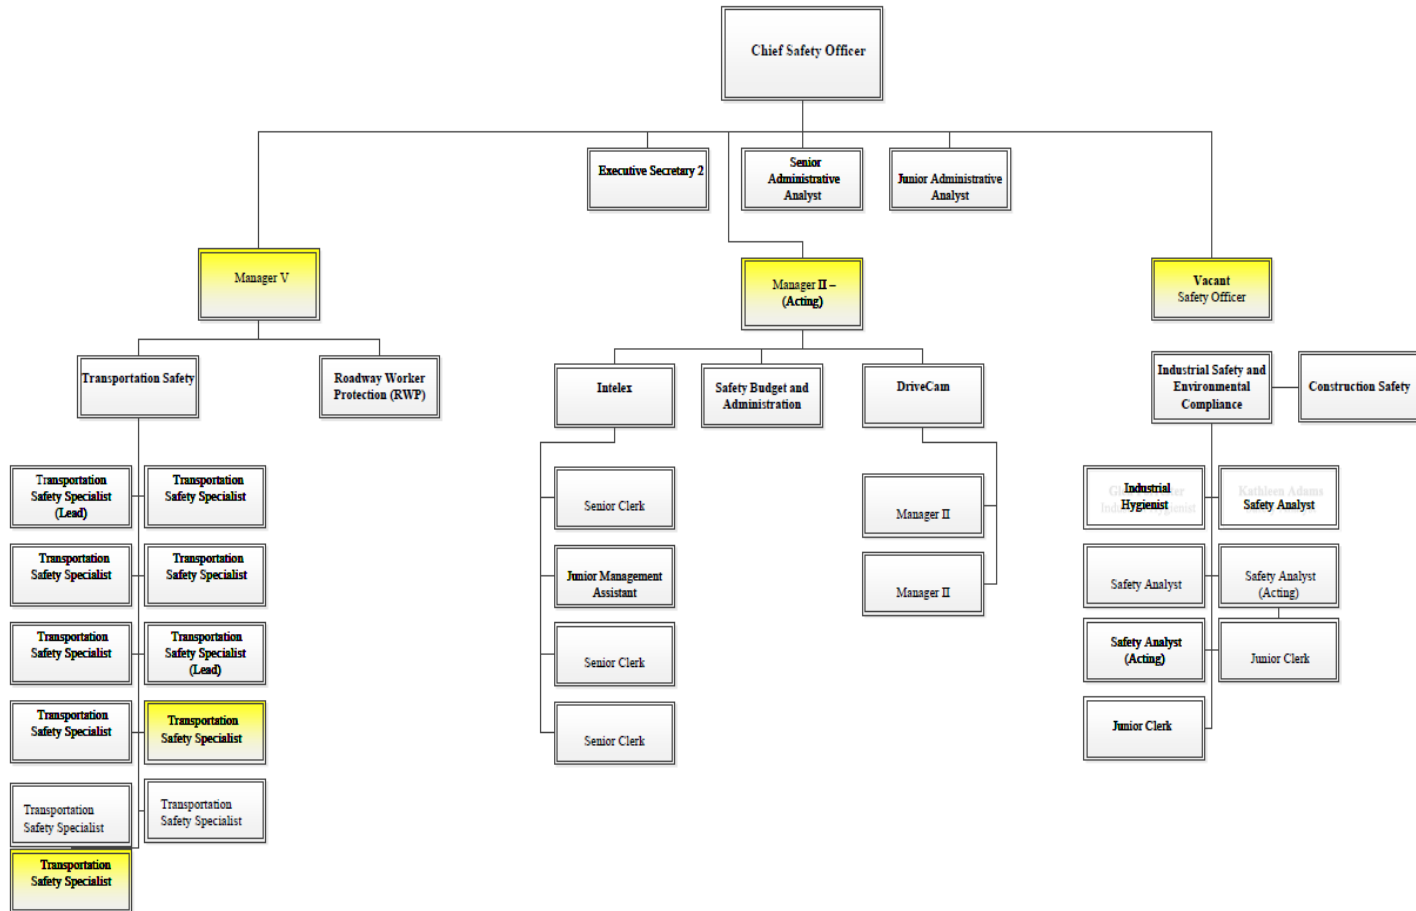 Chief Safety Officer
Executive Secretary 2
Senior
Administrative
Analyst
Junior Administrative
Analyst
Manager V
Manager II –
(Acting)
Vacant
Safety Officer
Transportation Safety
Roadway Worker
Protection (RWP)
Intelex
Safety Budget and
Administration
DriveCam
Industrial Safety and
Environmental
Compliance
Construction Safety
Transportation
Safety Specialist
(Lead)
Transportation
Safety Specialist
Transportation
Safety Specialist
Transportation
Safety Specialist
Transportation
Safety Specialist
Transportation
Safety Specialist
(Lead)
Transportation
Safety Specialist
Transportation
Safety Specialist
Transportation
Safety Specialist
Transportation
Safety Specialist
Transportation
Safety Specialist
Senior Clerk
Junior Management
Assistant
Senior Clerk
Senior Clerk
Manager II
Manager II
Industrial
Hygienist
Kathleen Adams
Safety Analyst
Safety Analyst
Safety Analyst
(Acting)
Safety Analyst
(Acting)
Junior Clerk
Junior Clerk